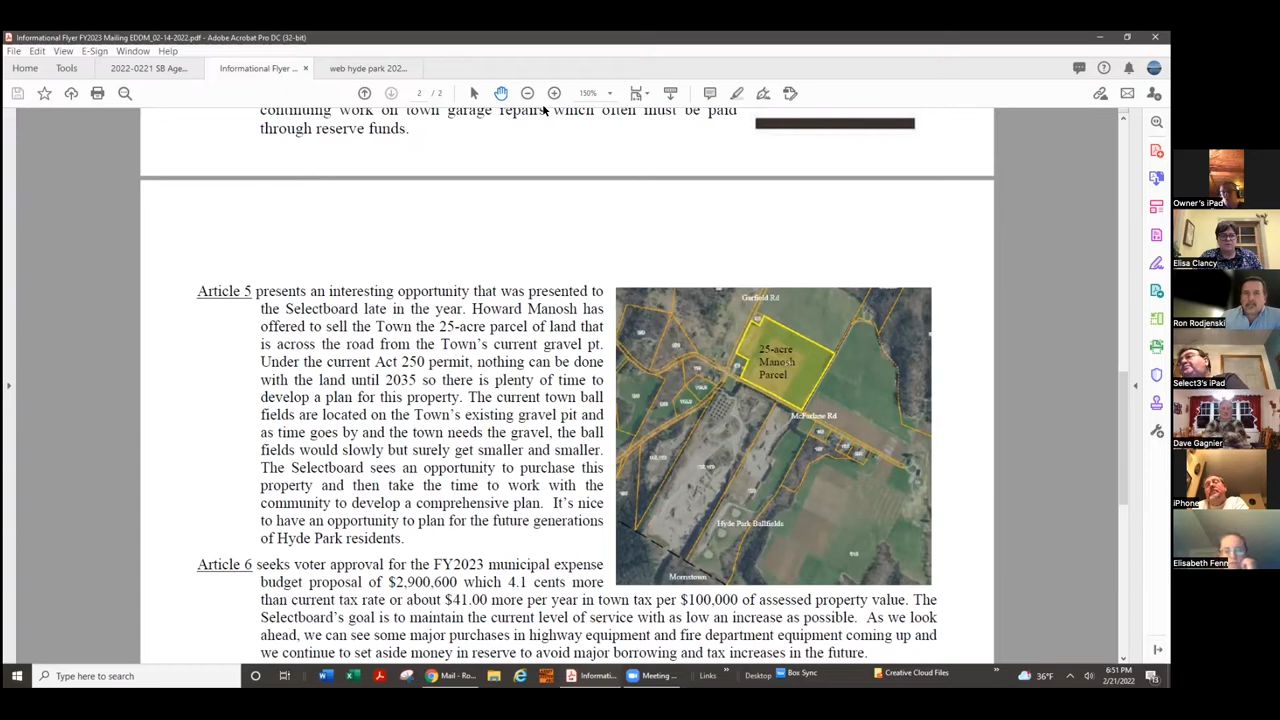 Informational Flyer FY2023 Mailing EDDM_02-14-2022.pdf - Adobe Acrobat Pro DC (32-bit)
File Edit View E-Sign Window Help
Home Tools 2022-0221 SB Age... Informational Flyer ... × web hyde park 202...
2 / 2 150%
continuing work on town garage repairs which often must be paid
through reserve funds.
Article 5 presents an interesting opportunity that was presented to
the Selectboard late in the year. Howard Manosh has
offered to sell the Town the 25-acre parcel of land that
is across the road from the Town's current gravel pt.
Under the current Act 250 permit, nothing can be done
with the land until 2035 so there is plenty of time to
develop a plan for this property. The current town ball
fields are located on the Town's existing gravel pit and
as time goes by and the town needs the gravel, the ball
fields would slowly but surely get smaller and smaller.
The Selectboard sees an opportunity to purchase this
property and then take the time to work with the
community to develop a comprehensive plan. It's nice
to have an opportunity to plan for the future generations
of Hyde Park residents.
Garfield Rd
25-acre
Manosh
Parcel
McFarlane Rd
Hyde Park Ballfields
Morristown
Article 6 seeks voter approval for the FY2023 municipal expense
budget proposal of $2,900,600 which 4.1 cents more
than current tax rate or about $41.00 more per year in town tax per $100,000 of assessed property value. The
Selectboard's goal is to maintain the current level of service with as low an increase as possible. As we look
ahead, we can see some major purchases in highway equipment and fire department equipment coming up and
we continue to set aside money in reserve to avoid major borrowing and tax increases in the future.
Owner's iPad
Elisa Clancy
Ron Rodjenski
Select3's iPad
Dave Gagnier
iPhone
Elisabeth Fenn
Type here to search
Mail - Ro...
Informati...
Meeting ...
Links
Desktop
Box Sync
Creative Cloud Files
36°F
6:51 PM
2/21/2022